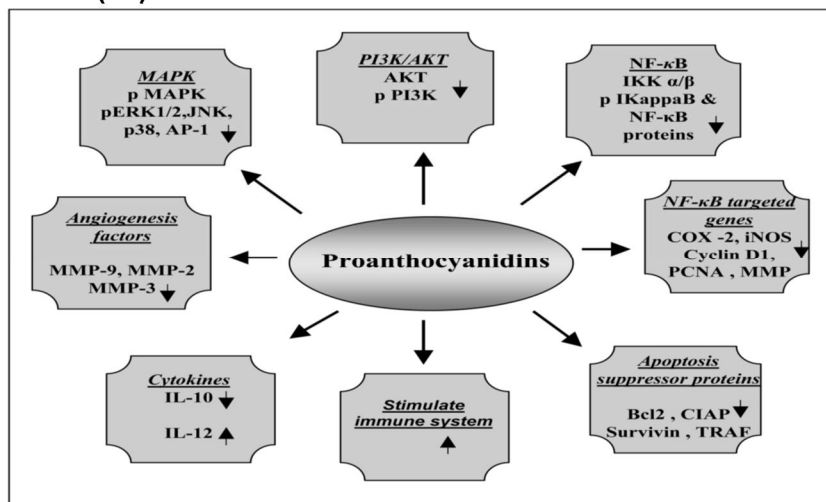 MAPK
p MAPK
pERK1/2,JNK,
p38, AP-1
PI3K/AKT
AKT
p PI3K
NF-κB
IKK α/β
p IKappaB &
NF-κB
proteins
Angiogenesis
factors
MMP-9, MMP-2
MMP-3
Proanthocyanidins
NF-κB targeted
genes
COX -2, iNOS
Cyclin D1,
PCNA , MMP
Cytokines
IL-10
IL-12
Stimulate
immune system
Apoptosis
suppressor proteins
Bcl2 , CIAP
Survivin , TRAF